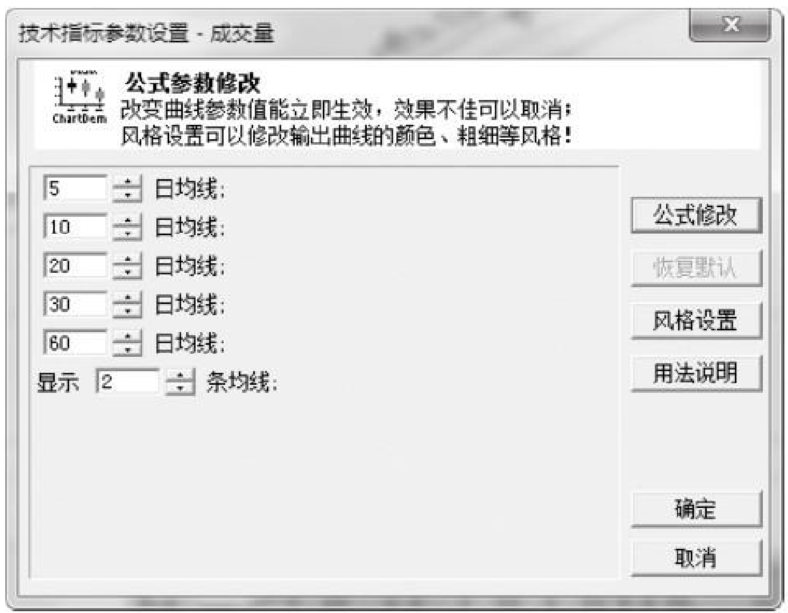 技术指标参数设置 - 成交量
X
公式参数修改
改变曲线参数值能立即生效，效果不佳可以取消；
风格设置可以修改输出曲线的颜色、粗细等风格！
ChartDem
5 日均线；
10 日均线；
20 日均线；
30 日均线；
60 日均线；
显示 2 条均线；
公式修改
恢复默认
风格设置
用法说明
确定
取消